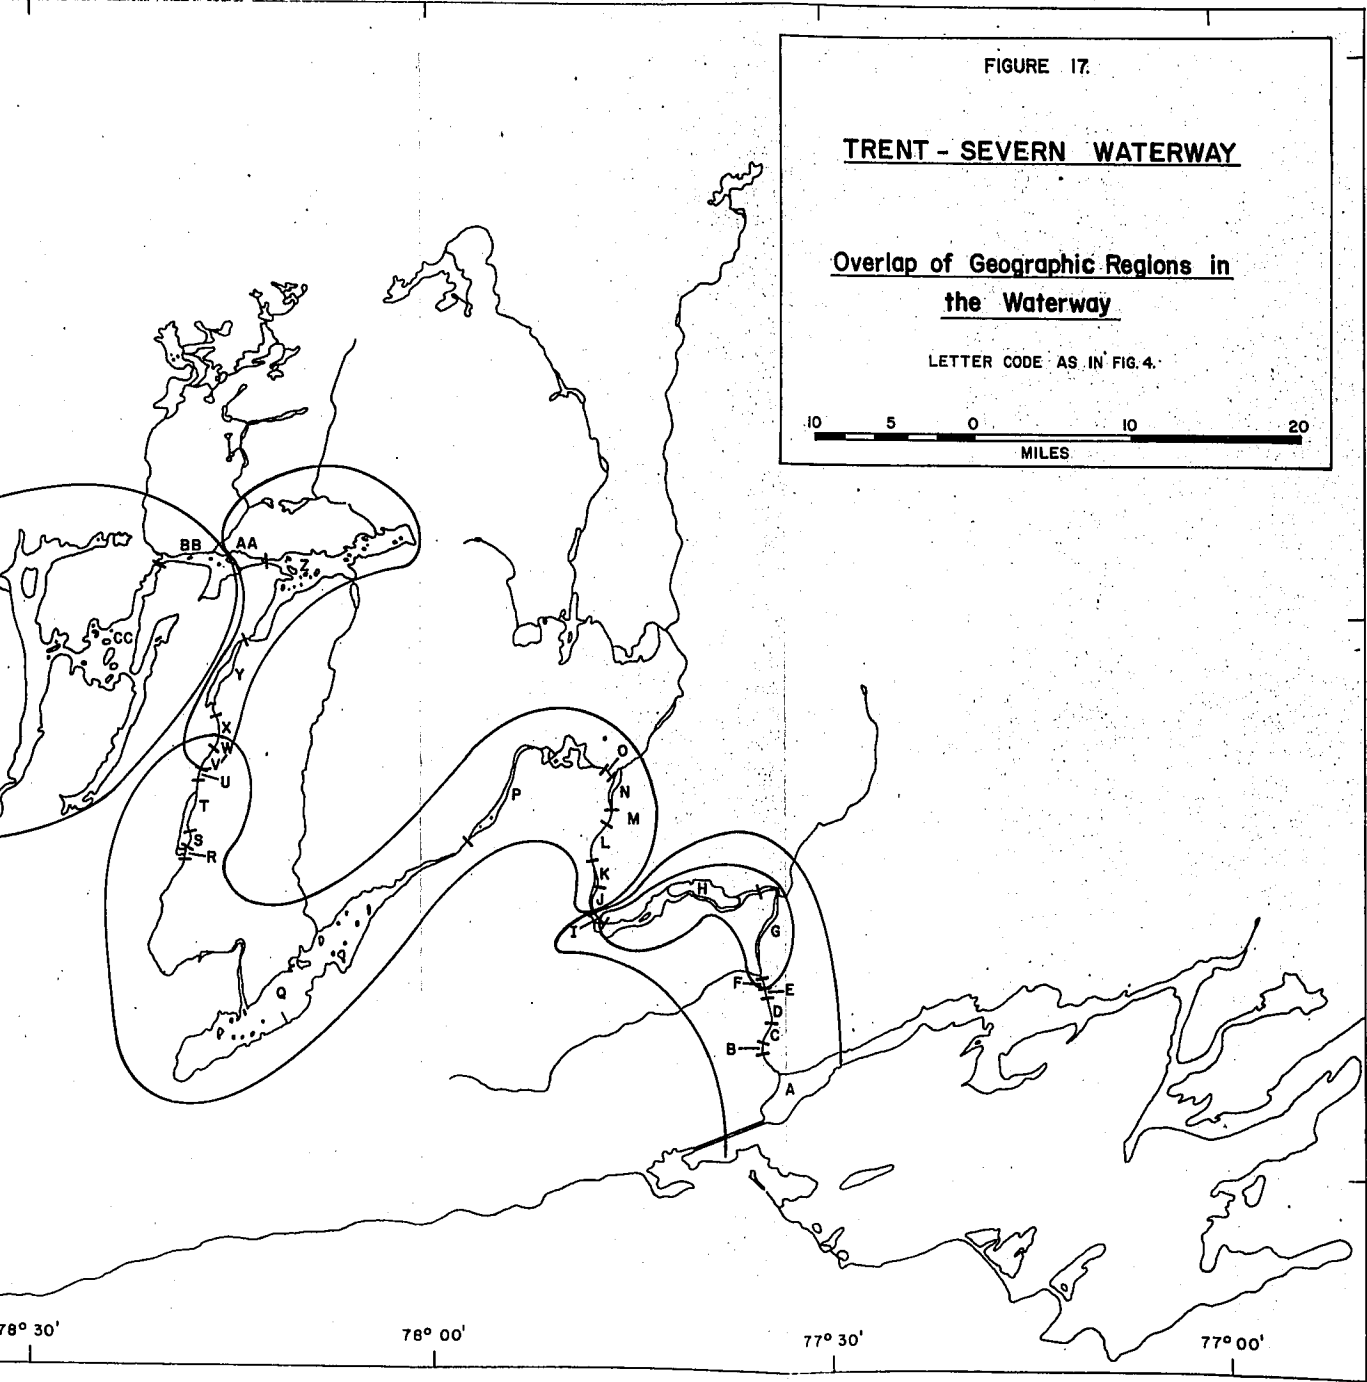 FIGURE 17.
TRENT - SEVERN WATERWAY
Overlap of Geographic Regions in
the Waterway
LETTER CODE AS IN FIG. 4.
10 5 0 10 20
MILES
BB AA
Z
CC
Y
X
W
V
U
T
S
R
O
P
N
M
L
K
J
I
H
G
F E
D
C
B
A
Q
78° 30' 78° 00' 77° 30' 77° 00'